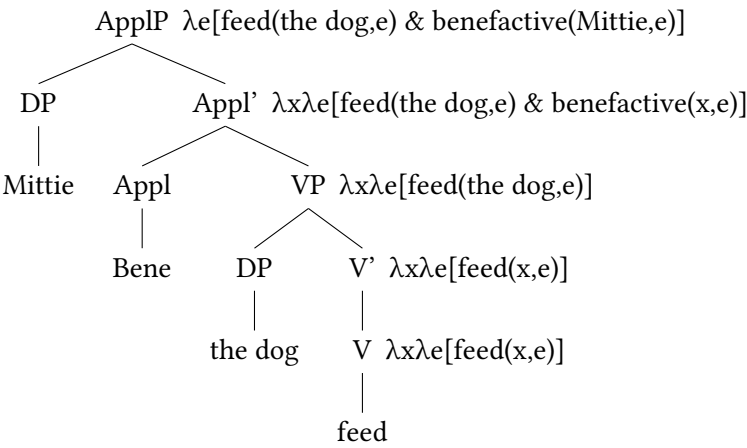 ApplP λe[feed(the dog,e) & benefactive(Mittie,e)]
DP Appl’ λxλe[feed(the dog,e) & benefactive(x,e)]
Mittie Appl VP λxλe[feed(the dog,e)]
Bene DP V’ λxλe[feed(x,e)]
the dog V λxλe[feed(x,e)]
feed